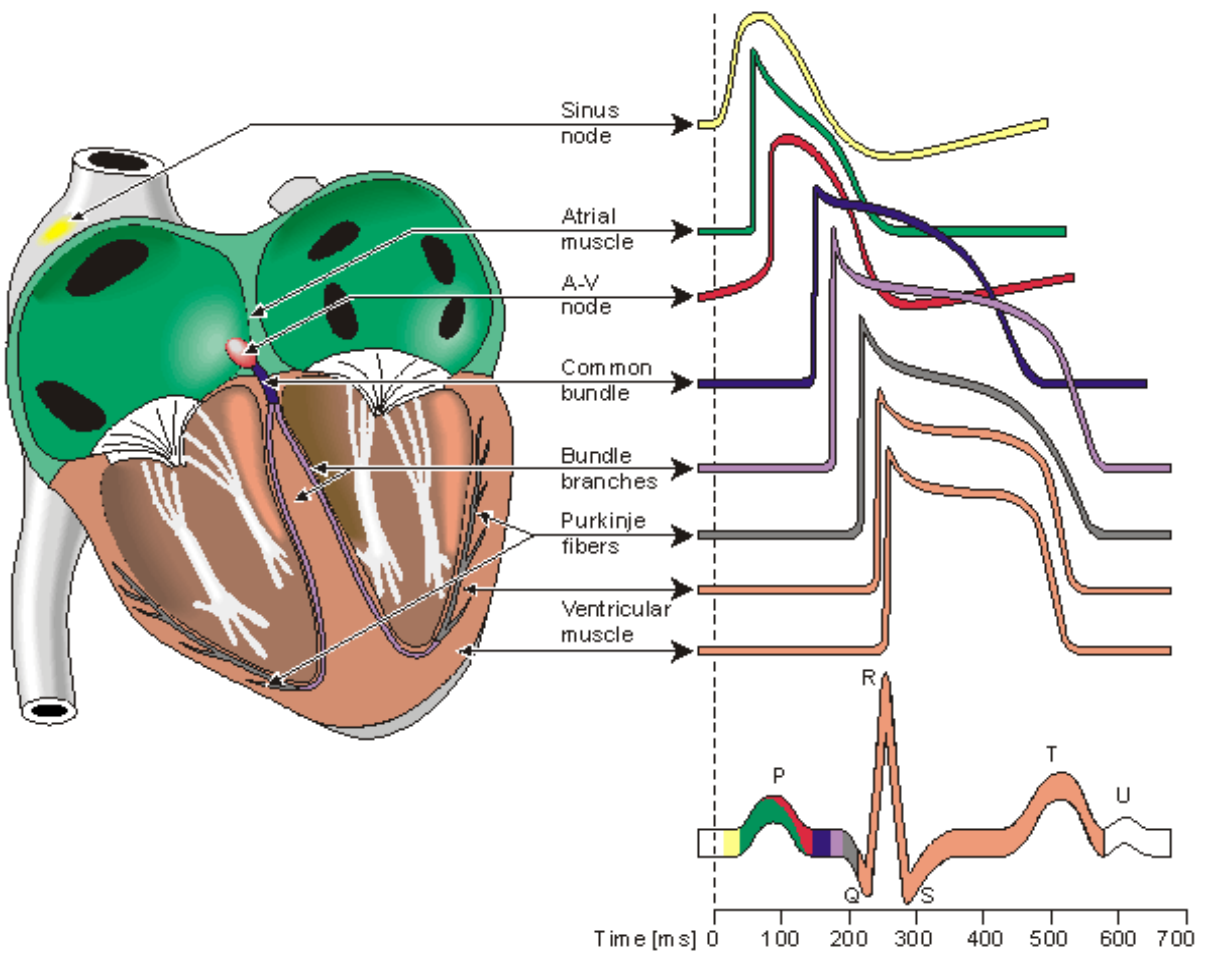 Sinus
node
Atrial
muscle
A-V
node
Common
bundle
Bundle
branches
Purkinje
fibers
Ventricular
muscle
R
P
T
U
Q
S
Time [ms] 0 100 200 300 400 500 600 700